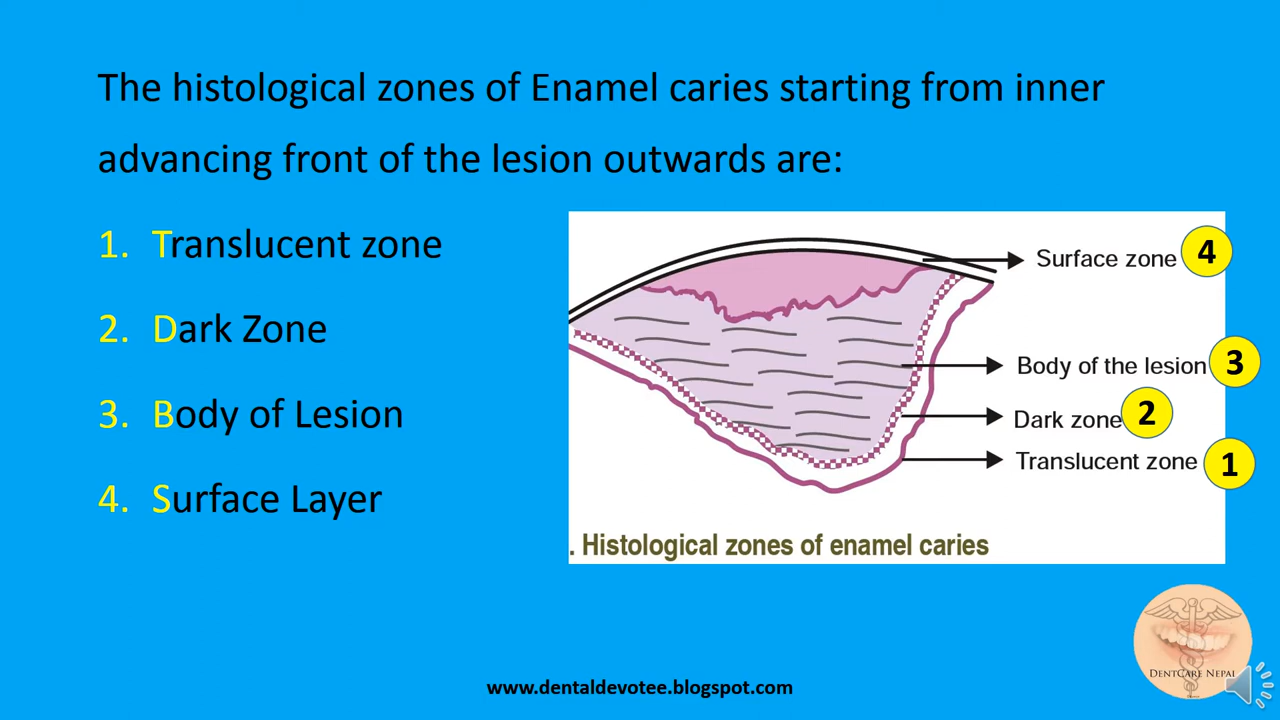 The histological zones of Enamel caries starting from inner
advancing front of the lesion outwards are:
1. Translucent zone
2. Dark Zone
3. Body of Lesion
4. Surface Layer
Surface zone 4
Body of the lesion 3
Dark zone 2
Translucent zone 1
. Histological zones of enamel caries
DENTCARE NEPAL
www.dentaldevotee.blogspot.com